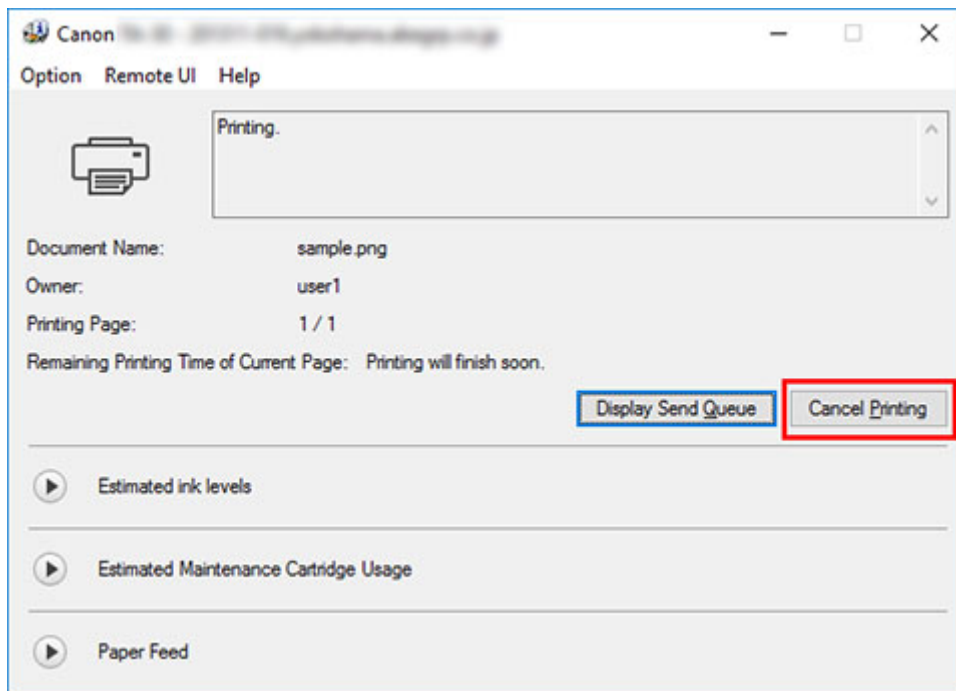 Canon
Option Remote UI Help
Printing.
Document Name: sample.png
Owner: user1
Printing Page: 1 / 1
Remaining Printing Time of Current Page: Printing will finish soon.
Display Send Queue Cancel Printing
Estimated ink levels
Estimated Maintenance Cartridge Usage
Paper Feed